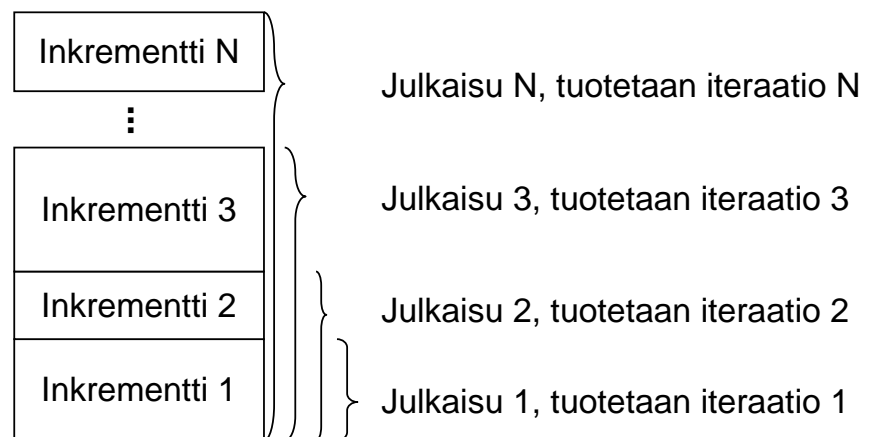 Inkrementti N
Julkaisu N, tuotetaan iteraatio N
Inkrementti 3
Julkaisu 3, tuotetaan iteraatio 3
Inkrementti 2
Julkaisu 2, tuotetaan iteraatio 2
Inkrementti 1
Julkaisu 1, tuotetaan iteraatio 1